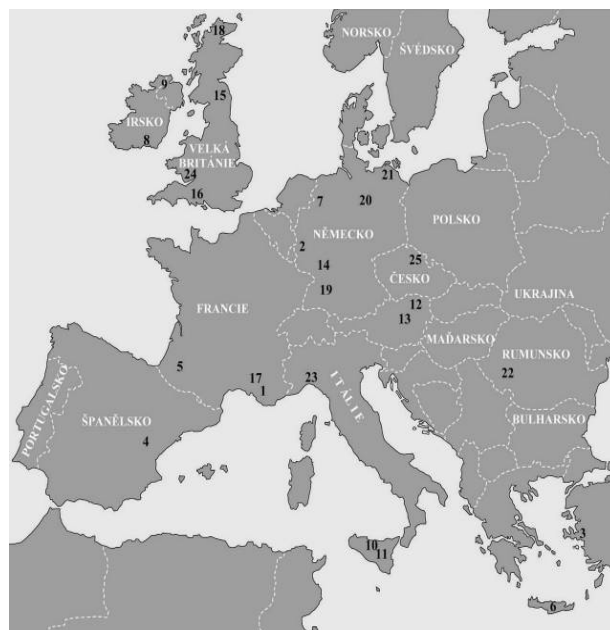 18
NORSKO
ŠVÉDSKO
9
15
IRSKO
8
VELKÁ
BRITÁNIE
24
16
21
7
20
POLSKO
2
NĚMECKO
14
25
ČESKO
19
12
UKRAJINA
FRANCIE
13
MAĎARSKO
RUMUNSKO
5
17
1
23
ITÁLIE
22
PORTUGALSKO
ŠPANĚLSKO
4
BULHARSKO
3
10
11
6